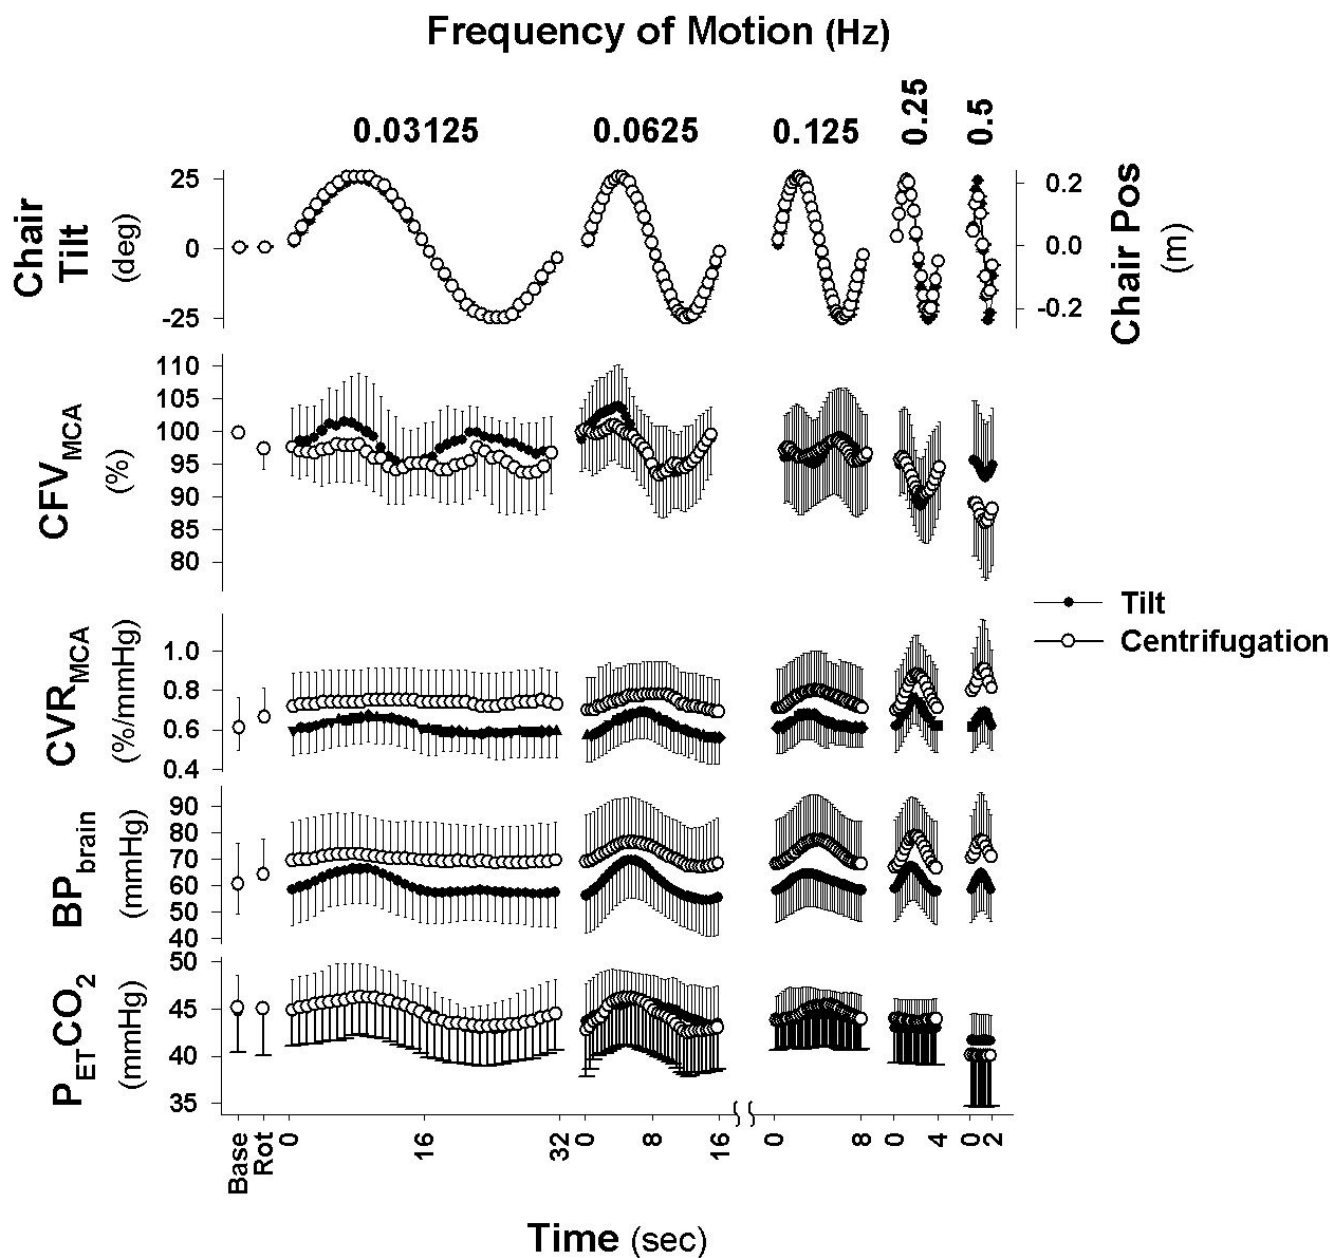 Frequency of Motion (Hz)
0.03125 0.0625 0.125 0.25 0.5
Chair Tilt (deg)
25
0
-25
0.2
0.0
-0.2
Chair Pos (m)
CFV MCA (%)
110
105
100
95
90
85
80
Tilt
Centrifugation
CVR MCA (%/mmHg)
1.0
0.8
0.6
0.4
BP brain (mmHg)
90
80
70
60
50
40
P ET CO 2 (mmHg)
50
45
40
35
Base Rot 0 16 32 0 8 16 0 8 0 4 0 2
Time (sec)